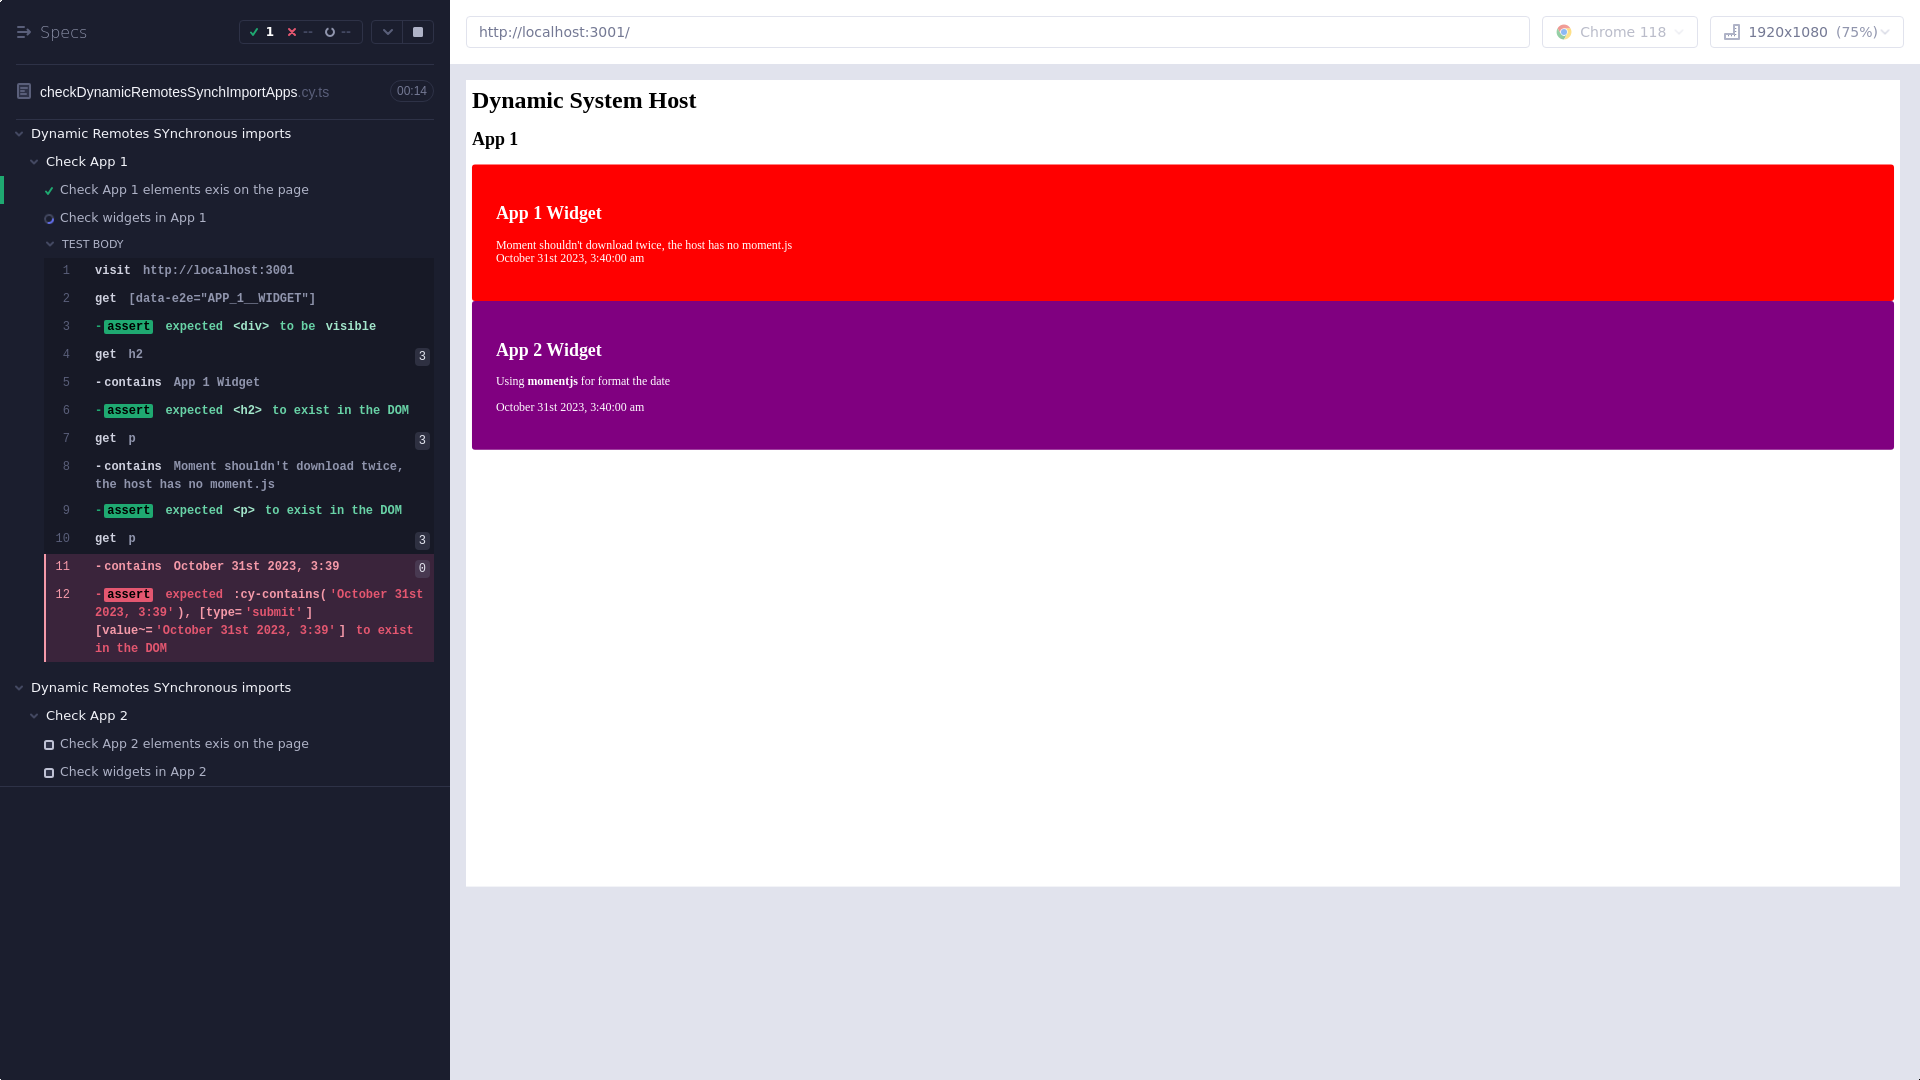 Specs
1 -- --
checkDynamicRemotesSynchImportApps.cy.ts 00:14
Dynamic Remotes SYnchronous imports
Check App 1
Check App 1 elements exis on the page
Check widgets in App 1
TEST BODY
1 visit http://localhost:3001
2 get [data-e2e="APP_1__WIDGET"]
3 -assert expected <div> to be visible
4 get h2 3
5 -contains App 1 Widget
6 -assert expected <h2> to exist in the DOM
7 get p 3
8 -contains Moment shouldn't download twice,
the host has no moment.js
9 -assert expected <p> to exist in the DOM
10 get p 3
11 -contains October 31st 2023, 3:39 0
12 -assert expected :cy-contains('October 31st
2023, 3:39'), [type='submit']
[value~='October 31st 2023, 3:39'] to exist
in the DOM
Dynamic Remotes SYnchronous imports
Check App 2
Check App 2 elements exis on the page
Check widgets in App 2
http://localhost:3001/
Chrome 118
1920x1080 (75%)
Dynamic System Host
App 1
App 1 Widget
Moment shouldn't download twice, the host has no moment.js
October 31st 2023, 3:40:00 am
App 2 Widget
Using momentjs for format the date
October 31st 2023, 3:40:00 am